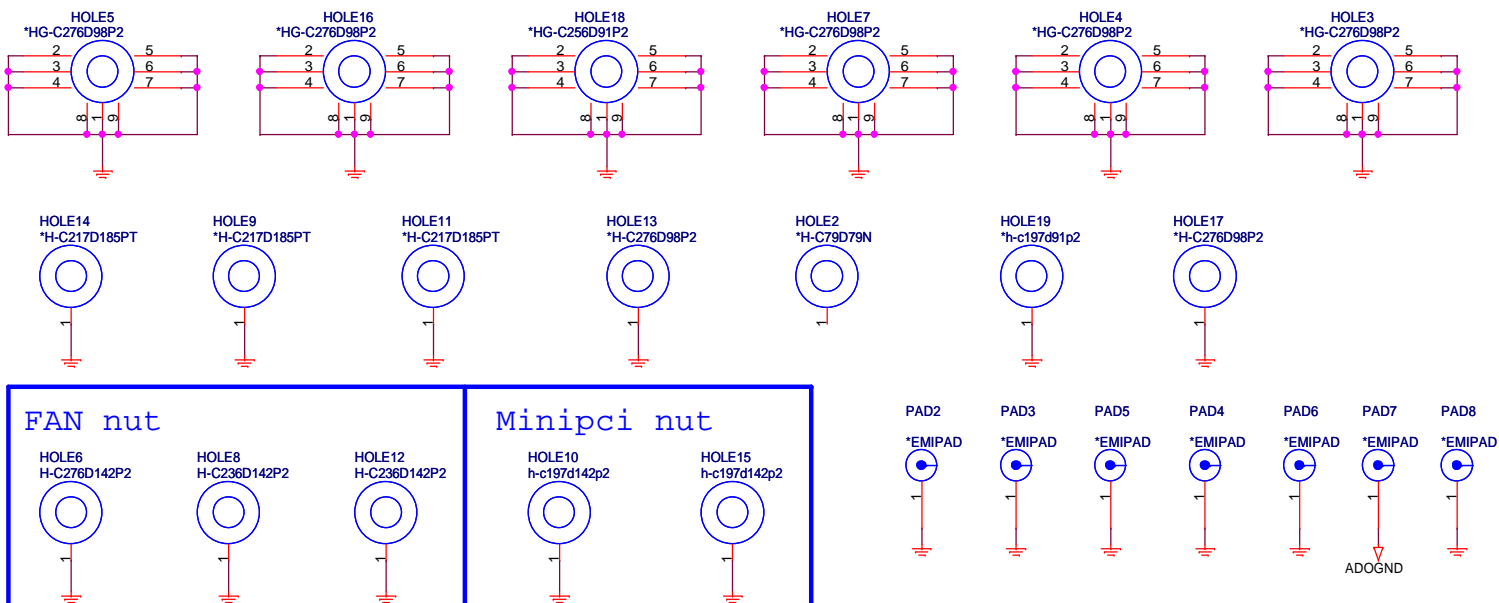 HOLE5 HOLE16 HOLE18 HOLE7 HOLE4 HOLE3
*HG-C276D98P2 *HG-C276D98P2 *HG-C256D91P2 *HG-C276D98P2 *HG-C276D98P2 *HG-C276D98P2
2 5 2 5 2 5 2 5 2 5 2 5
3 6 3 6 3 6 3 6 3 6 3 6
4 7 4 7 4 7 4 7 4 7 4 7
8 1 9 8 1 9 8 1 9 8 1 9 8 1 9 8 1 9
HOLE14 HOLE9 HOLE11 HOLE13 HOLE2 HOLE19 HOLE17
*H-C217D185PT *H-C217D185PT *H-C217D185PT *H-C276D98P2 *H-C79D79N *h-c197d91p2 *H-C276D98P2
1 1 1 1 1 1 1
FAN nut Minipci nut
PAD2 PAD3 PAD5 PAD4 PAD6 PAD7 PAD8
*EMIPAD *EMIPAD *EMIPAD *EMIPAD *EMIPAD *EMIPAD *EMIPAD
HOLE6 HOLE8 HOLE12 HOLE10 HOLE15
H-C276D142P2 H-C236D142P2 H-C236D142P2 h-c197d142p2 h-c197d142p2
1 1 1 1 1 1 1
1 1 1 1 1
ADOGND